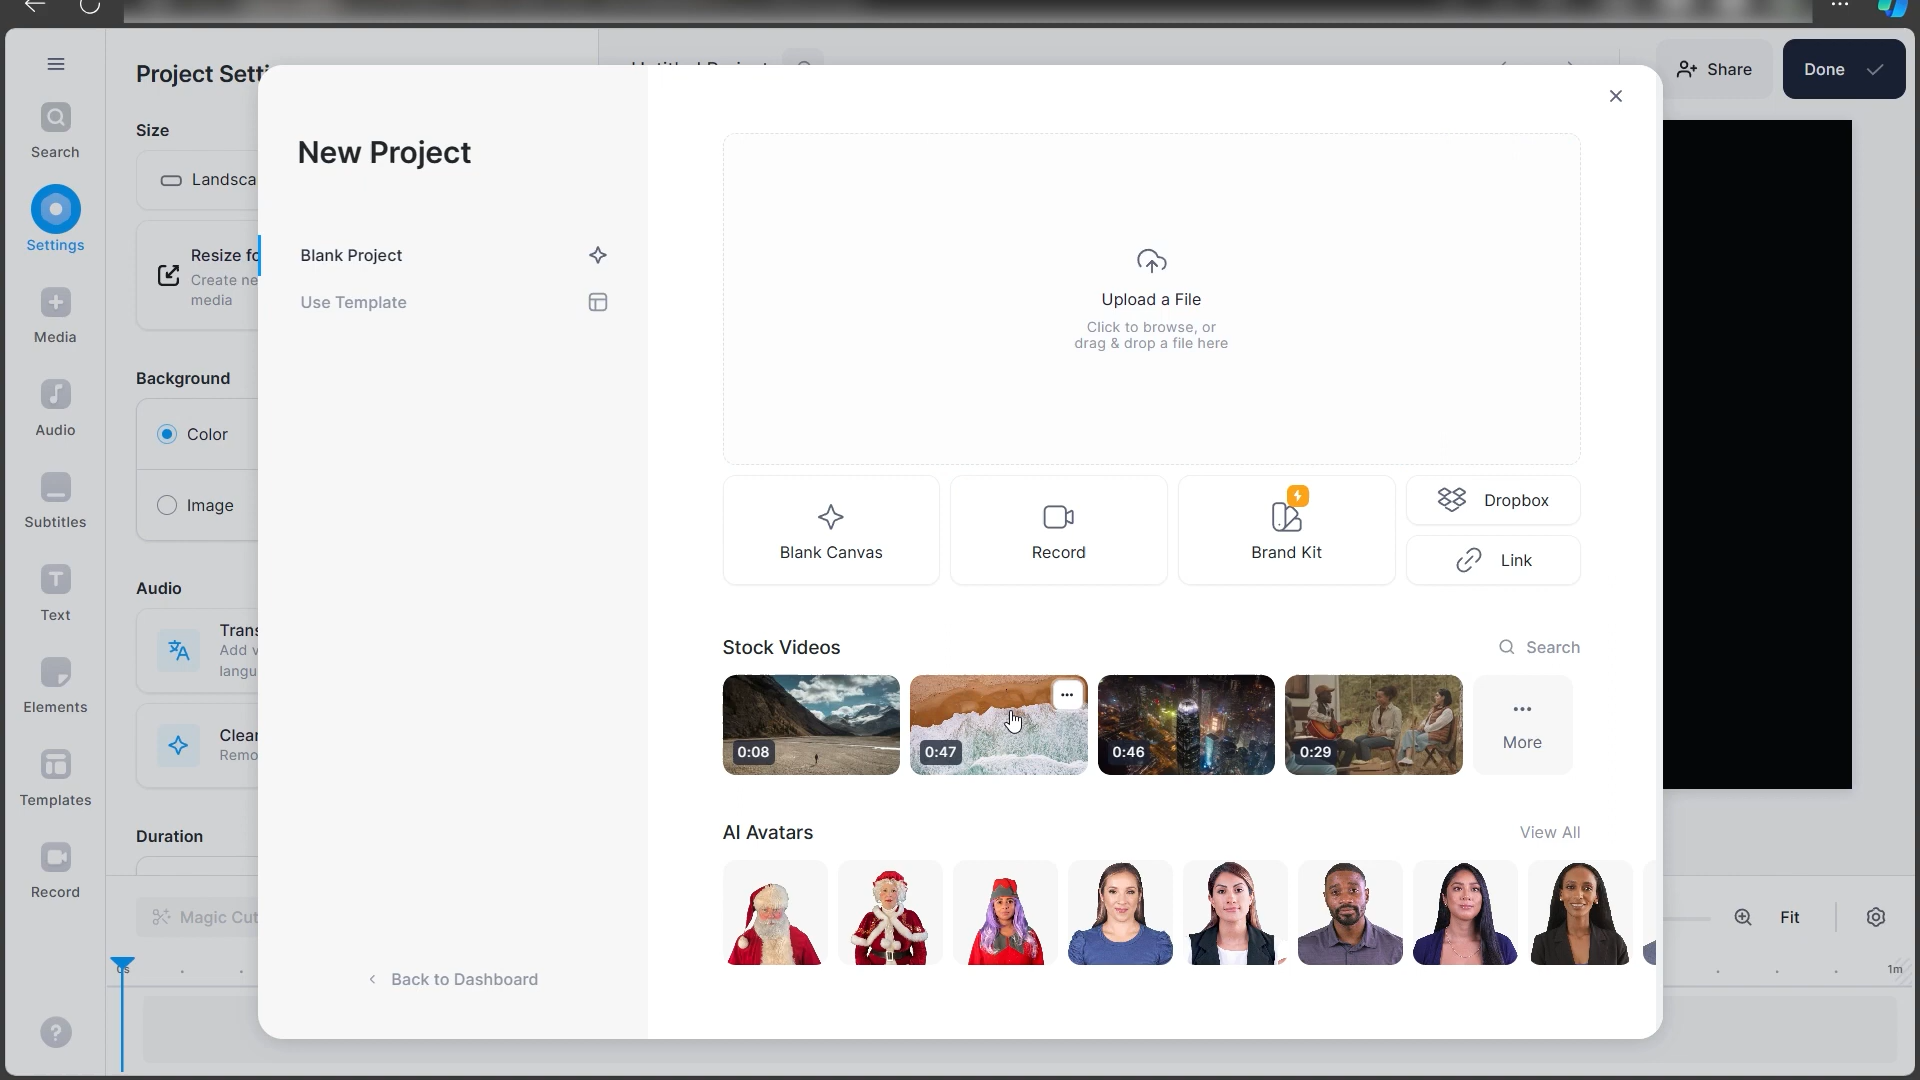 Project Setti
Share
Done
Search
Settings
Media
Audio
Subtitles
Text
Elements
Templates
Record
Size
Landsca
Resize fo
Create ne
media
Background
Color
Image
Audio
Trans
Add v
langu
Clean
Remo
Duration
Magic Cut
New Project
Blank Project
Use Template
Back to Dashboard
Upload a File
Click to browse, or
drag & drop a file here
Blank Canvas
Record
Brand Kit
Dropbox
Link
Stock Videos
Search
0:08
0:47
0:46
0:29
More
AI Avatars
View All
Fit
1m